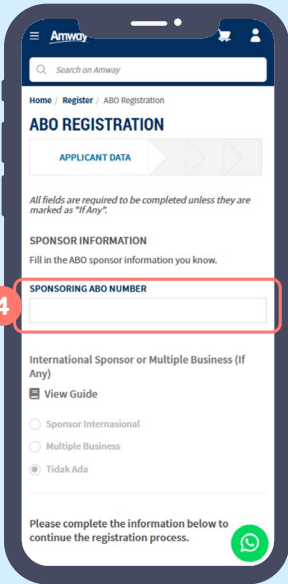 Amway
Search on Amway
Home / Register / ABO Registration
ABO REGISTRATION
APPLICANT DATA
All fields are required to be completed unless they are
marked as "If Any".
SPONSOR INFORMATION
Fill in the ABO sponsor information you know.
SPONSORING ABO NUMBER
4
International Sponsor or Multiple Business (If
Any)
View Guide
Sponsor Internasional
Multiple Business
Tidak Ada
Please complete the information below to
continue the registration process.